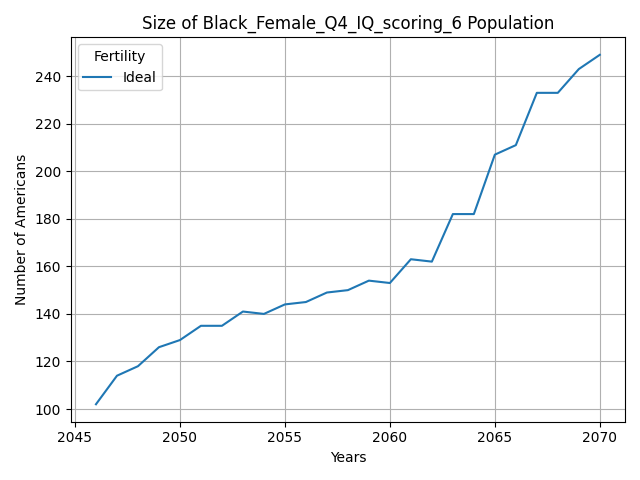 Size of Black_Female_Q4_IQ_scoring_6 Population
Fertility
Ideal
Number of Americans
240
220
200
180
160
140
120
100
2045 2050 2055 2060 2065 2070
Years